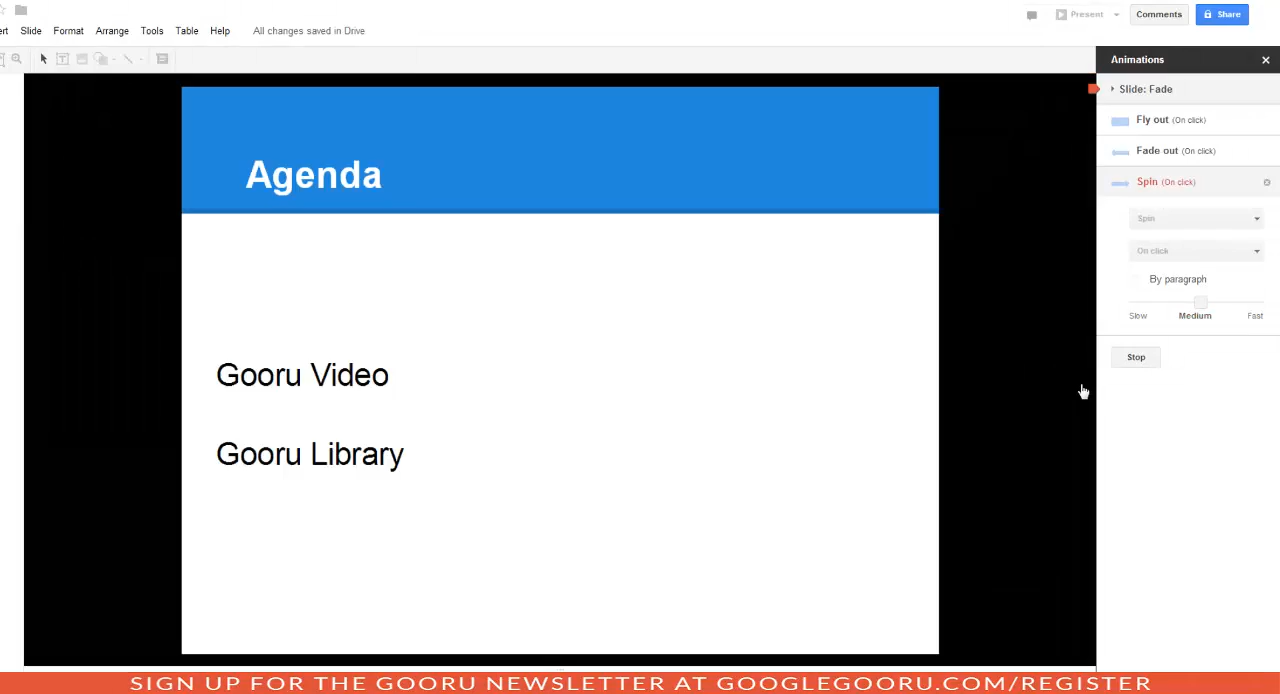 Present
Comments
Share
ert Slide Format Arrange Tools Table Help All changes saved in Drive
Animations
Slide: Fade
Fly out (On click)
Fade out (On click)
Spin (On click)
Spin
On click
By paragraph
Slow Medium Fast
Stop
Agenda
Gooru Video
Gooru Library
SIGN UP FOR THE GOORU NEWSLETTER AT GOOGLEGOORU.COM/REGISTER